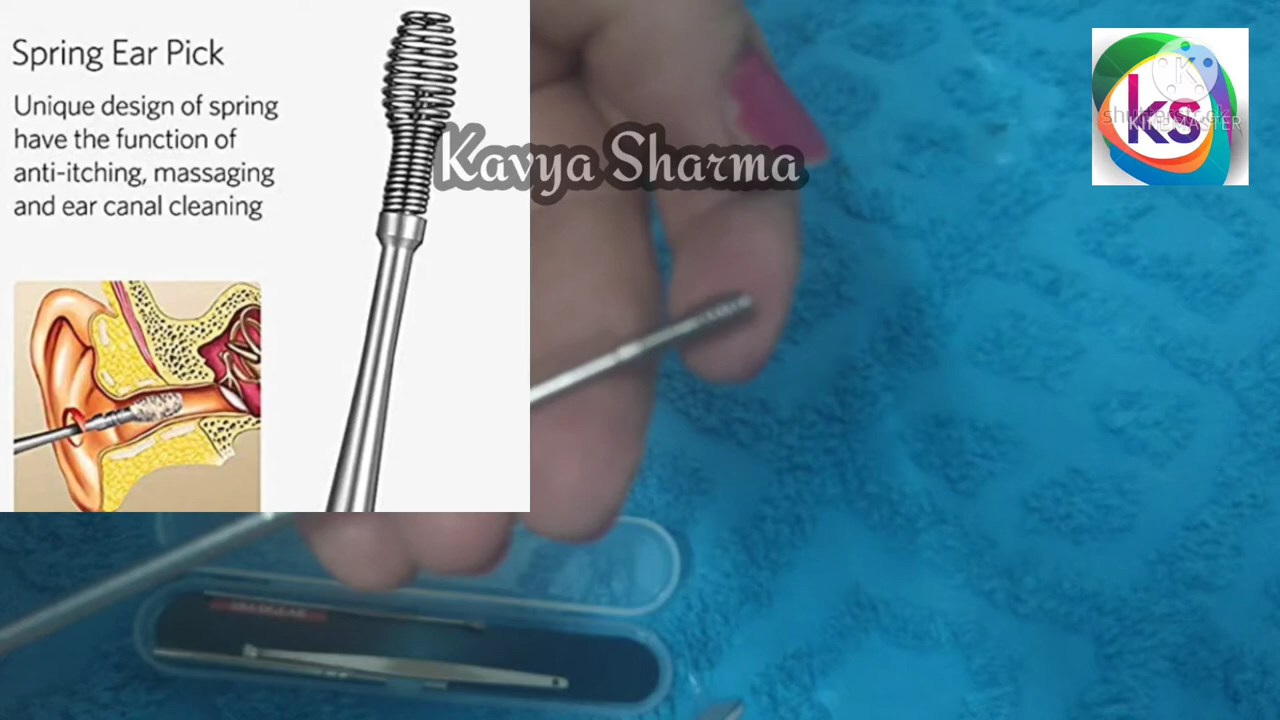 Spring Ear Pick
Unique design of spring
have the function of
anti-itching, massaging
and ear canal cleaning
Kavya Sharma
ks
K
KINEMASTER